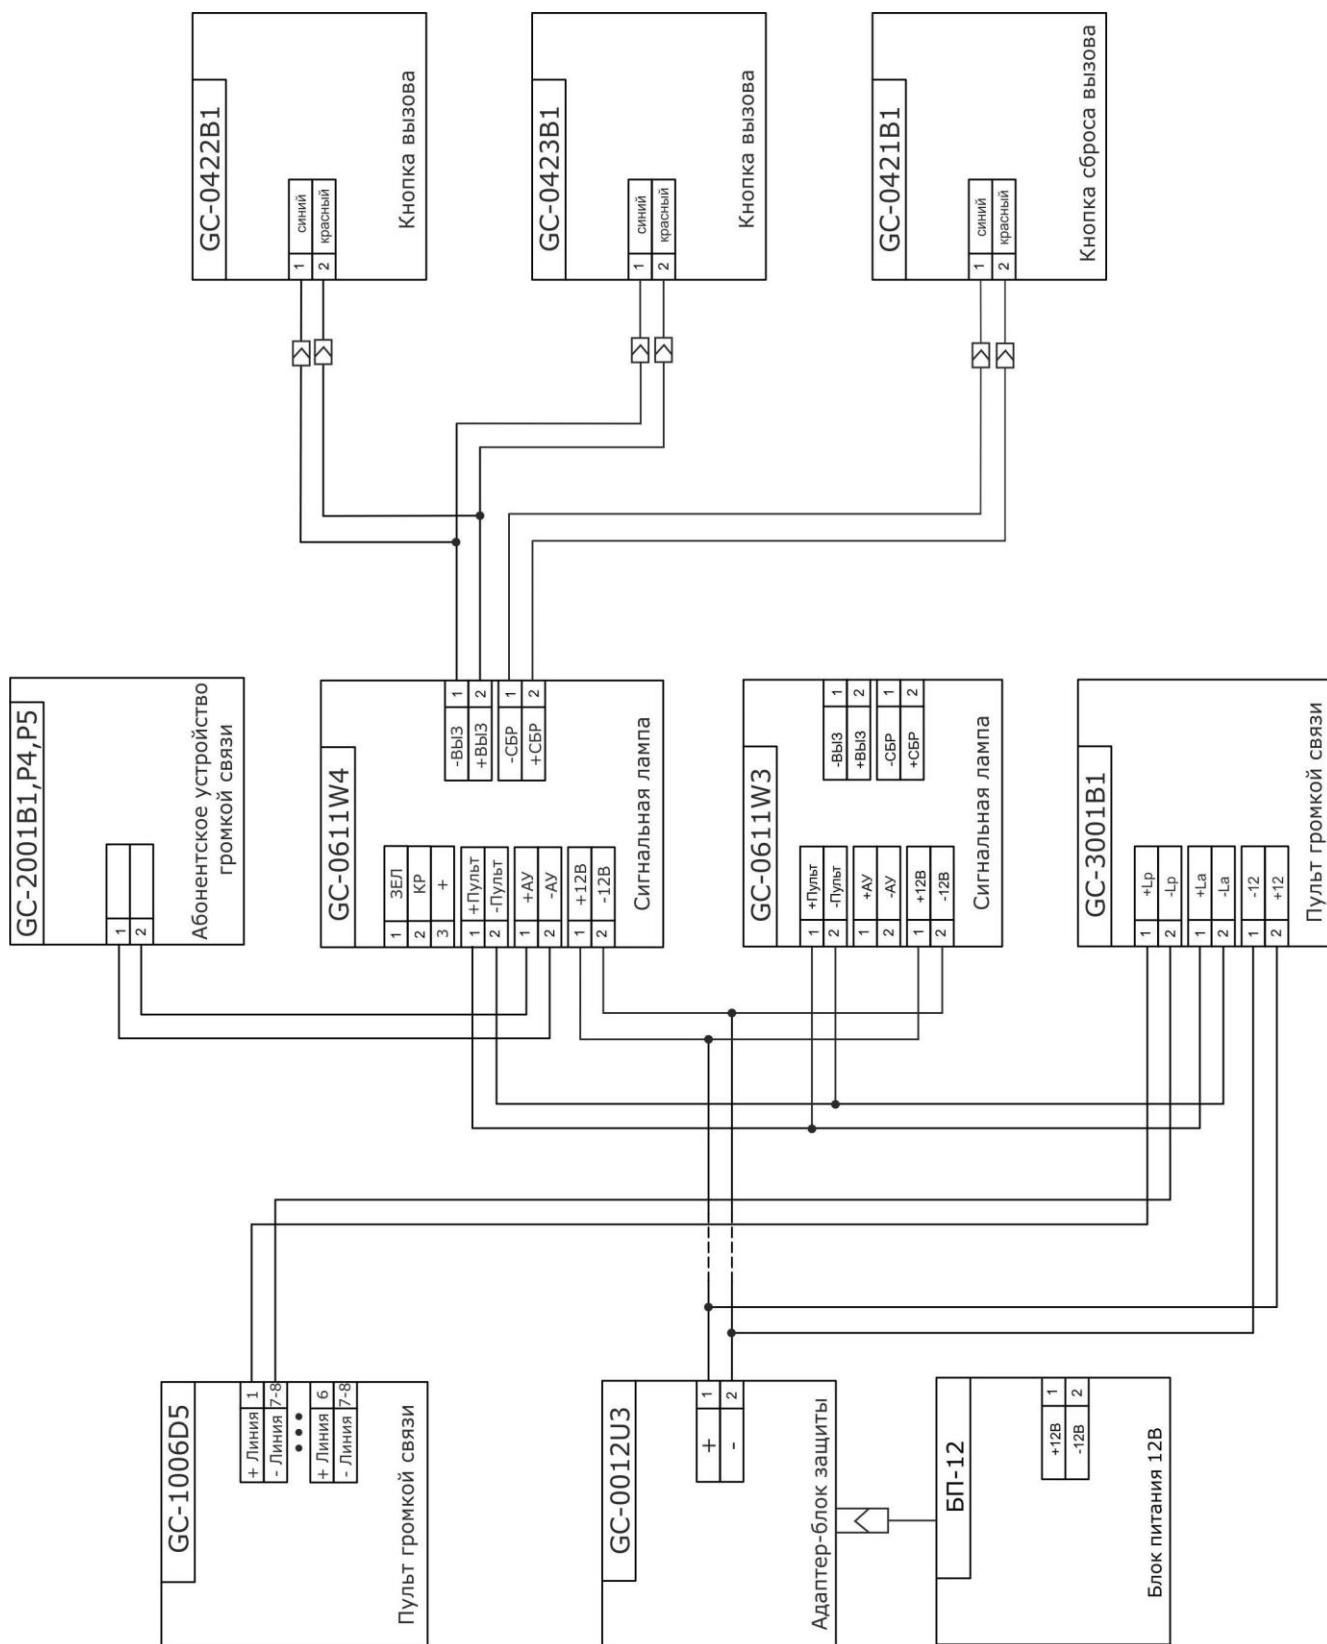 GC-1006D5
+ Линия 1
- Линия 7-8
+ Линия 6
- Линия 7-8
Пульт громкой связи
GC-0012U3
+ 1
- 2
Адаптер-блок защиты
БП-12
+12В 1
-12В 2
Блок питания 12В
GC-2001B1,P4,P5
1
2
Абонентское устройство
громкой связи
GC-0611W4
1 ЗЕЛ
2 КР
3 +
1 +Пульт
2 -Пульт
1 +АУ
2 -АУ
1 +12В
2 -12В
-ВЫЗ 1
+ВЫЗ 2
-СБР 1
+СБР 2
Сигнальная лампа
GC-0611W3
1 +Пульт
2 -Пульт
1 +АУ
2 -АУ
1 +12В
2 -12В
-ВЫЗ 1
+ВЫЗ 2
-СБР 1
+СБР 2
Сигнальная лампа
GC-3001B1
1 +Lp
2 -Lp
1 +La
2 -La
1 -12
2 +12
Пульт громкой связи
GC-0422B1
1 синий
2 красный
Кнопка вызова
GC-0423B1
1 синий
2 красный
Кнопка вызова
GC-0421B1
1 синий
2 красный
Кнопка сброса вызова